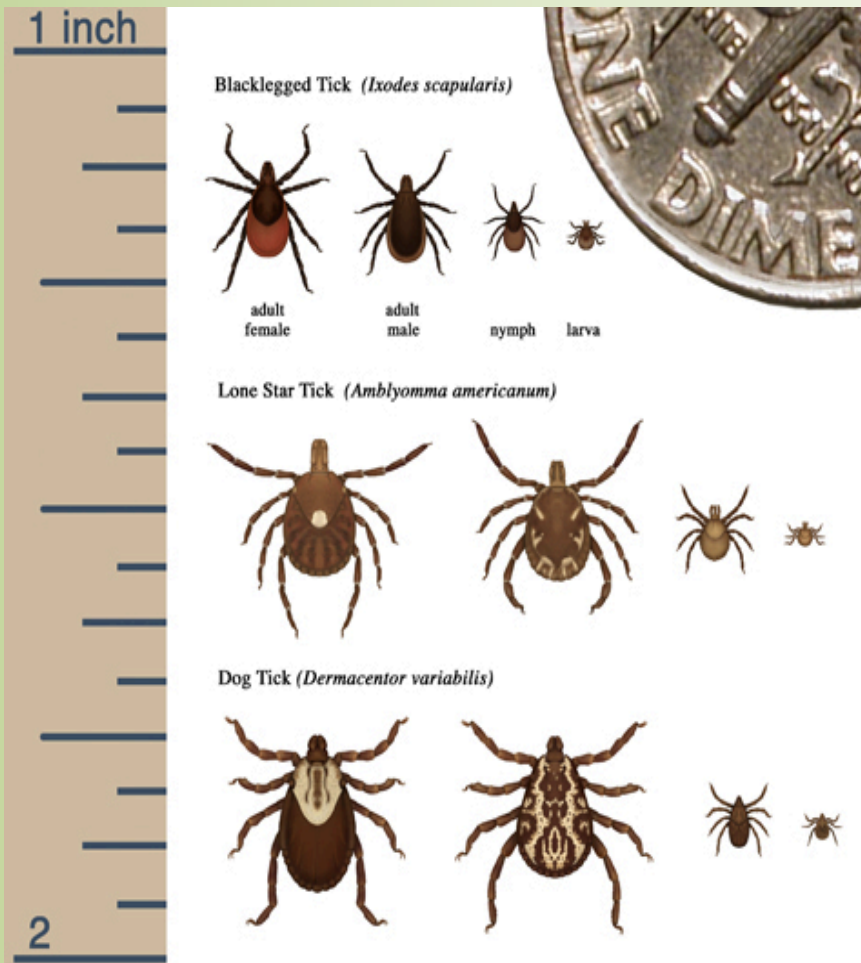 1 inch
Blacklegged Tick (Ixodes scapularis)
adult
female
adult
male
nymph
larva
ONE DIME
Lone Star Tick (Amblyomma americanum)
Dog Tick (Dermacentor variabilis)
2